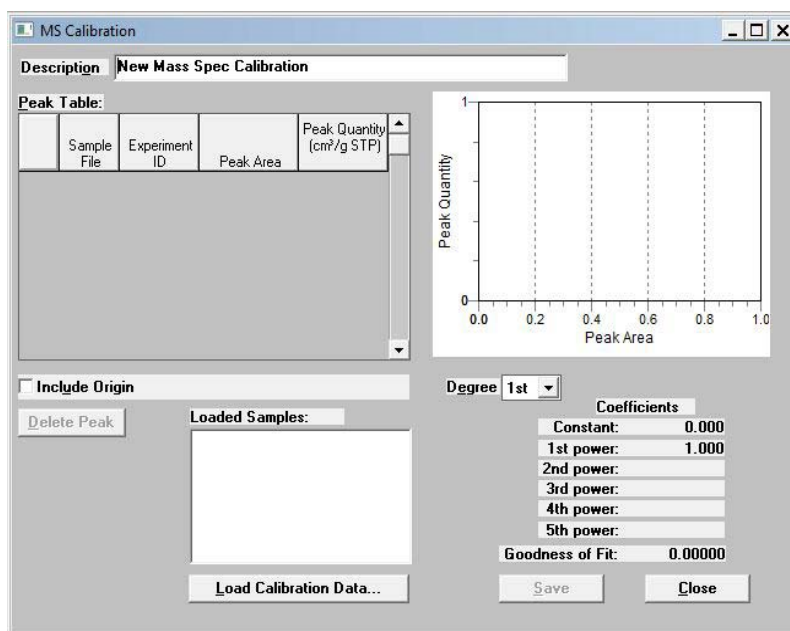 MS Calibration
Description New Mass Spec Calibration
Peak Table:
Sample File
Experiment ID
Peak Area
Peak Quantity (cm³/g STP)
Peak Quantity
1
0
0.0 0.2 0.4 0.6 0.8 1.0
Peak Area
Include Origin
Degree 1st
Delete Peak
Loaded Samples:
Coefficients
Constant: 0.000
1st power: 1.000
2nd power:
3rd power:
4th power:
5th power:
Goodness of Fit: 0.00000
Load Calibration Data...
Save
Close